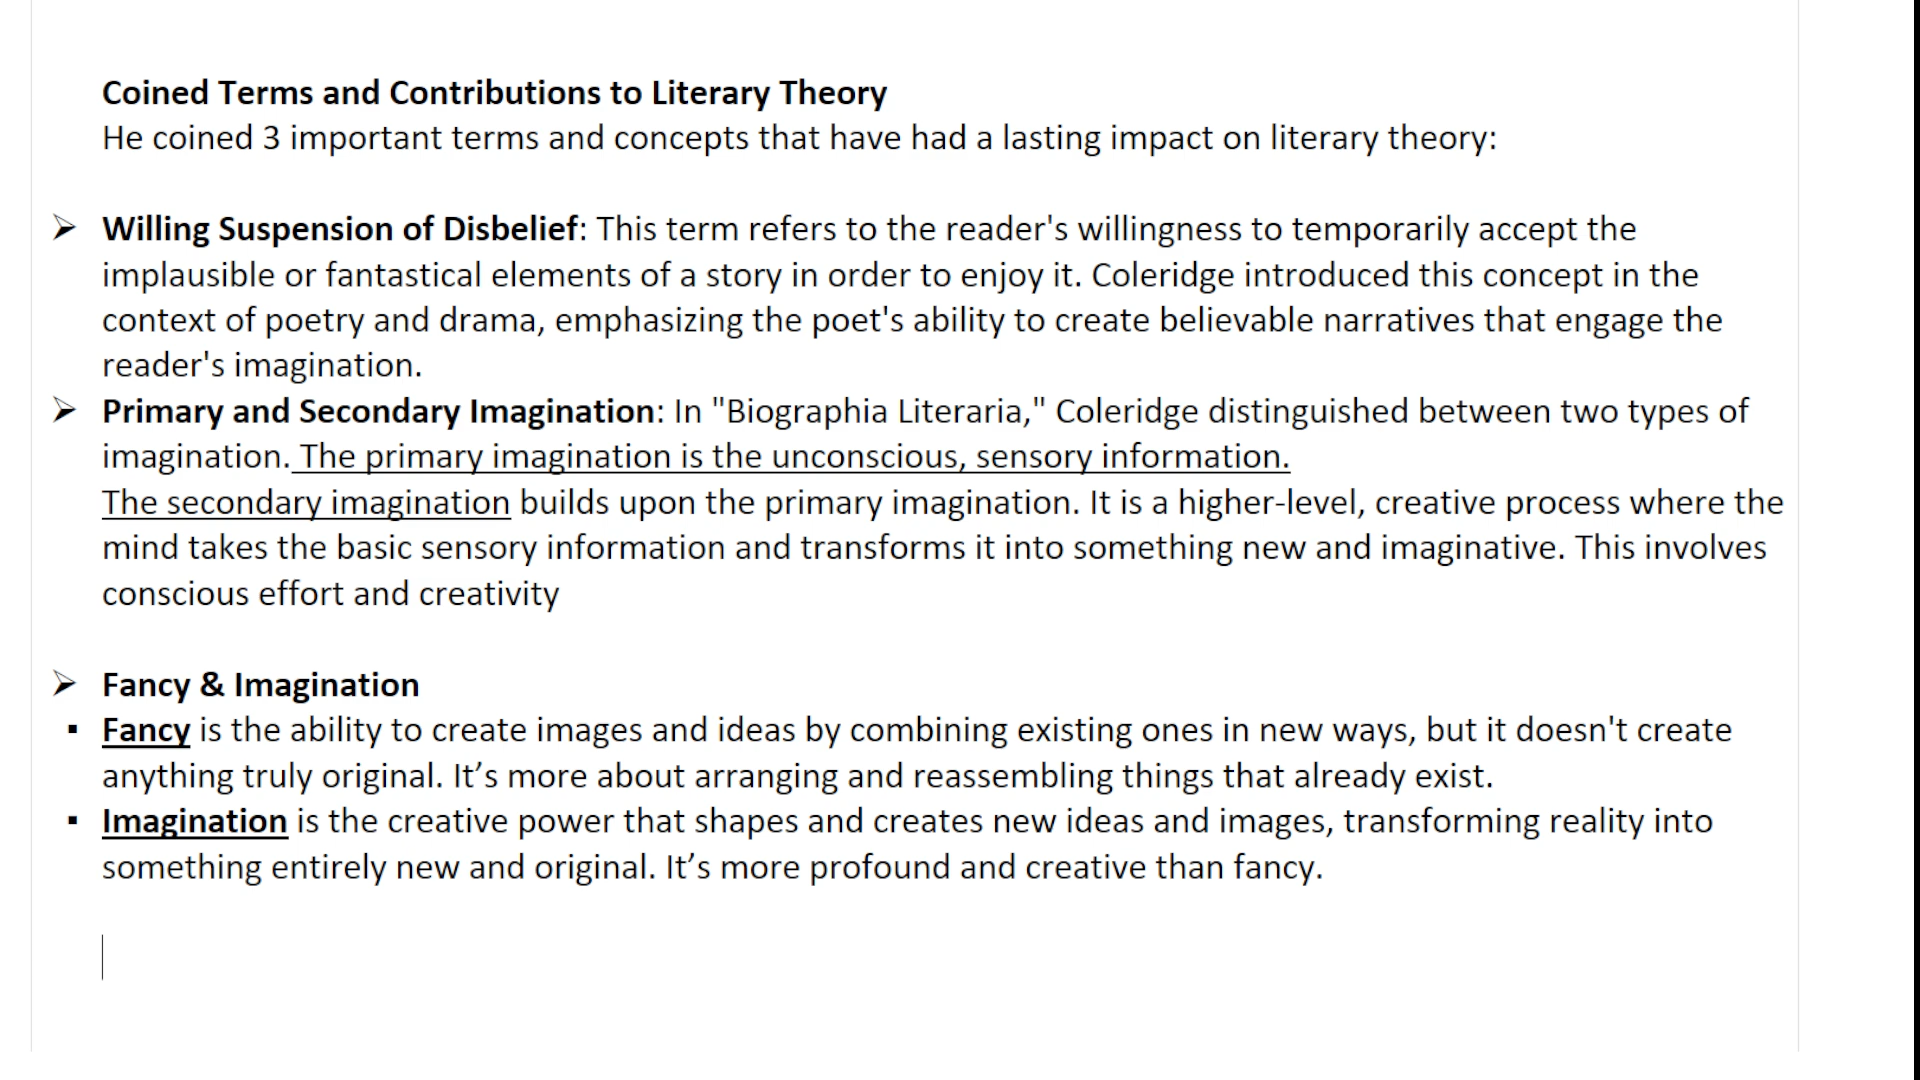 Coined Terms and Contributions to Literary Theory
He coined 3 important terms and concepts that have had a lasting impact on literary theory:
➢ Willing Suspension of Disbelief: This term refers to the reader's willingness to temporarily accept the
implausible or fantastical elements of a story in order to enjoy it. Coleridge introduced this concept in the
context of poetry and drama, emphasizing the poet's ability to create believable narratives that engage the
reader's imagination.
➢ Primary and Secondary Imagination: In "Biographia Literaria," Coleridge distinguished between two types of
imagination. The primary imagination is the unconscious, sensory information.
The secondary imagination builds upon the primary imagination. It is a higher-level, creative process where the
mind takes the basic sensory information and transforms it into something new and imaginative. This involves
conscious effort and creativity
➢ Fancy & Imagination
▪ Fancy is the ability to create images and ideas by combining existing ones in new ways, but it doesn't create
anything truly original. It’s more about arranging and reassembling things that already exist.
▪ Imagination is the creative power that shapes and creates new ideas and images, transforming reality into
something entirely new and original. It’s more profound and creative than fancy.